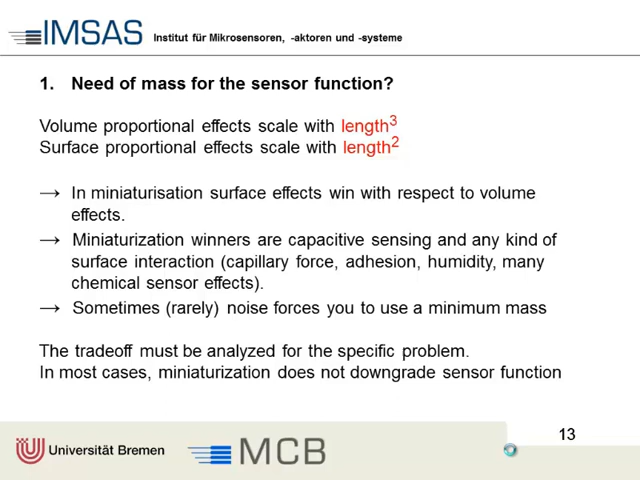 IMSAS Institut für Mikrosensoren, -aktoren und -systeme
1. Need of mass for the sensor function?
Volume proportional effects scale with length³
Surface proportional effects scale with length²
→ In miniaturisation surface effects win with respect to volume
effects.
→ Miniaturization winners are capacitive sensing and any kind of
surface interaction (capillary force, adhesion, humidity, many
chemical sensor effects).
→ Sometimes (rarely) noise forces you to use a minimum mass
The tradeoff must be analyzed for the specific problem.
In most cases, miniaturization does not downgrade sensor function
13
Universität Bremen MCB